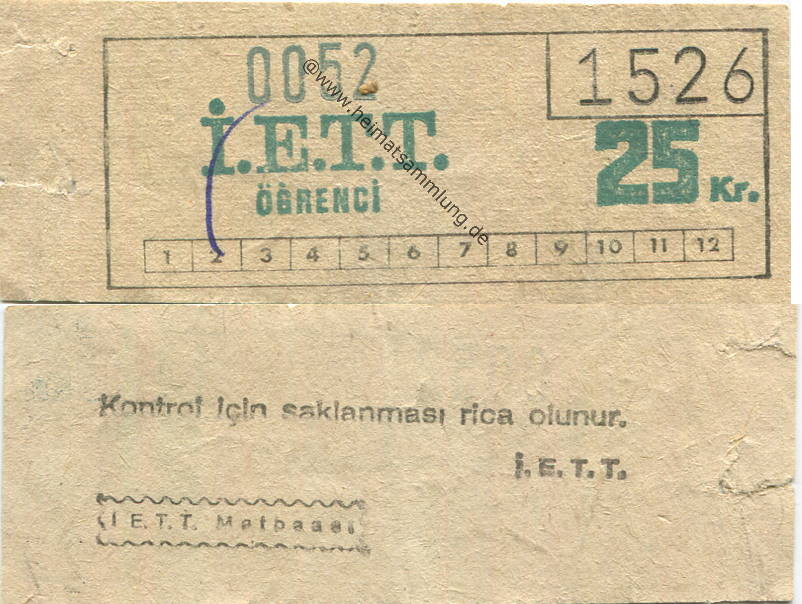 0052
1526
İ.E.T.T.
25 Kr.
ÖĞRENCİ
1 2 3 4 5 6 7 8 9 10 11 12
@www.heimatsammlung.de
Kontrol için saklanması rica olunur.
İ.E.T.T.
İ E.T.T. Matbaası